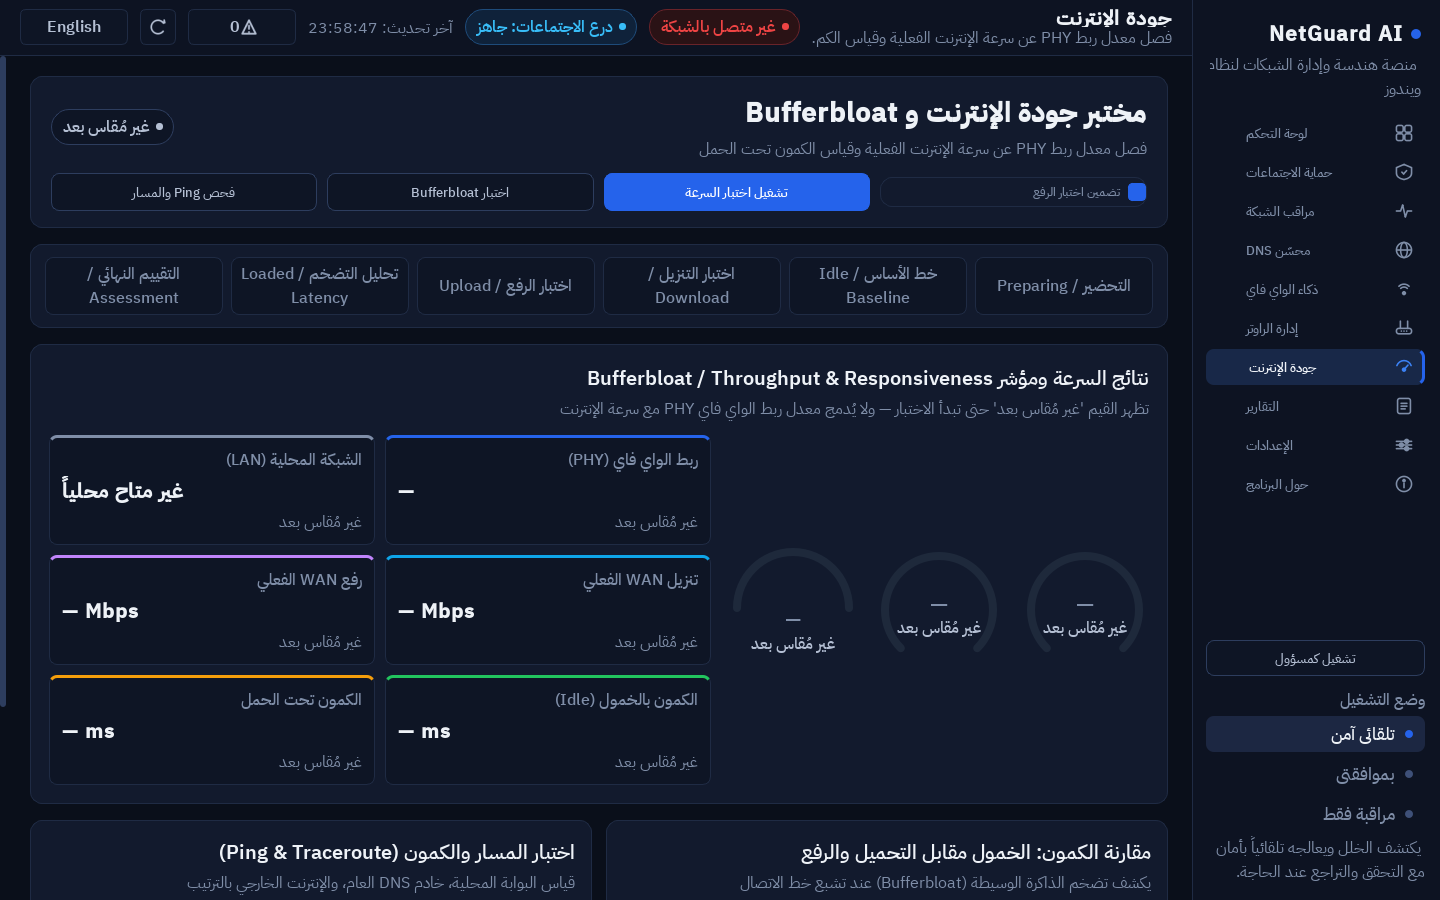 NetGuard AI
منصة هندسة وإدارة الشبكات لنظام
ويندوز
لوحة التحكم
حماية الاجتماعات
مراقب الشبكة
محسّن DNS
ذكاء الواي فاي
إدارة الراوتر
جودة الإنترنت
التقارير
الإعدادات
حول البرنامج
تشغيل كمسؤول
وضع التشغيل
تلقائي آمن
بموافقتي
مراقبة فقط
يكتشف الخلل ويعالجه تلقائياً بأمان
مع التحقق والتراجع عند الحاجة.
جودة الإنترنت
فصل معدل ربط PHY عن سرعة الإنترنت الفعلية وقياس الكم.
غير متصل بالشبكة
درع الاجتماعات: جاهز
آخر تحديث: 23:58:47
0
English
مختبر جودة الإنترنت و Bufferbloat
فصل معدل ربط PHY عن سرعة الإنترنت الفعلية وقياس الكمون تحت الحمل
غير مُقاس بعد
تضمين اختبار الرفع
تشغيل اختبار السرعة
اختبار Bufferbloat
فحص Ping والمسار
التحضير / Preparing
خط الأساس / Idle
Baseline
اختبار التنزيل /
Download
اختبار الرفع / Upload
تحليل التضخم / Loaded
Latency
التقييم النهائي /
Assessment
نتائج السرعة ومؤشر Bufferbloat / Throughput & Responsiveness
تظهر القيم 'غير مُقاس بعد' حتى تبدأ الاختبار — ولا يُدمج معدل ربط الواي فاي PHY مع سرعة الإنترنت
—
غير مُقاس بعد
—
غير مُقاس بعد
—
غير مُقاس بعد
ربط الواي فاي (PHY)
—
غير مُقاس بعد
الشبكة المحلية (LAN)
غير متاح محلياً
غير مُقاس بعد
تنزيل WAN الفعلي
— Mbps
غير مُقاس بعد
رفع WAN الفعلي
— Mbps
غير مُقاس بعد
الكمون بالخمول (Idle)
— ms
غير مُقاس بعد
الكمون تحت الحمل
— ms
غير مُقاس بعد
مقارنة الكمون: الخمول مقابل التحميل والرفع
يكشف تضخم الذاكرة الوسيطة (Bufferbloat) عند تشبع خط الاتصال
اختبار المسار والكمون (Ping & Traceroute)
قياس البوابة المحلية، خادم DNS العام، والإنترنت الخارجي بالترتيب